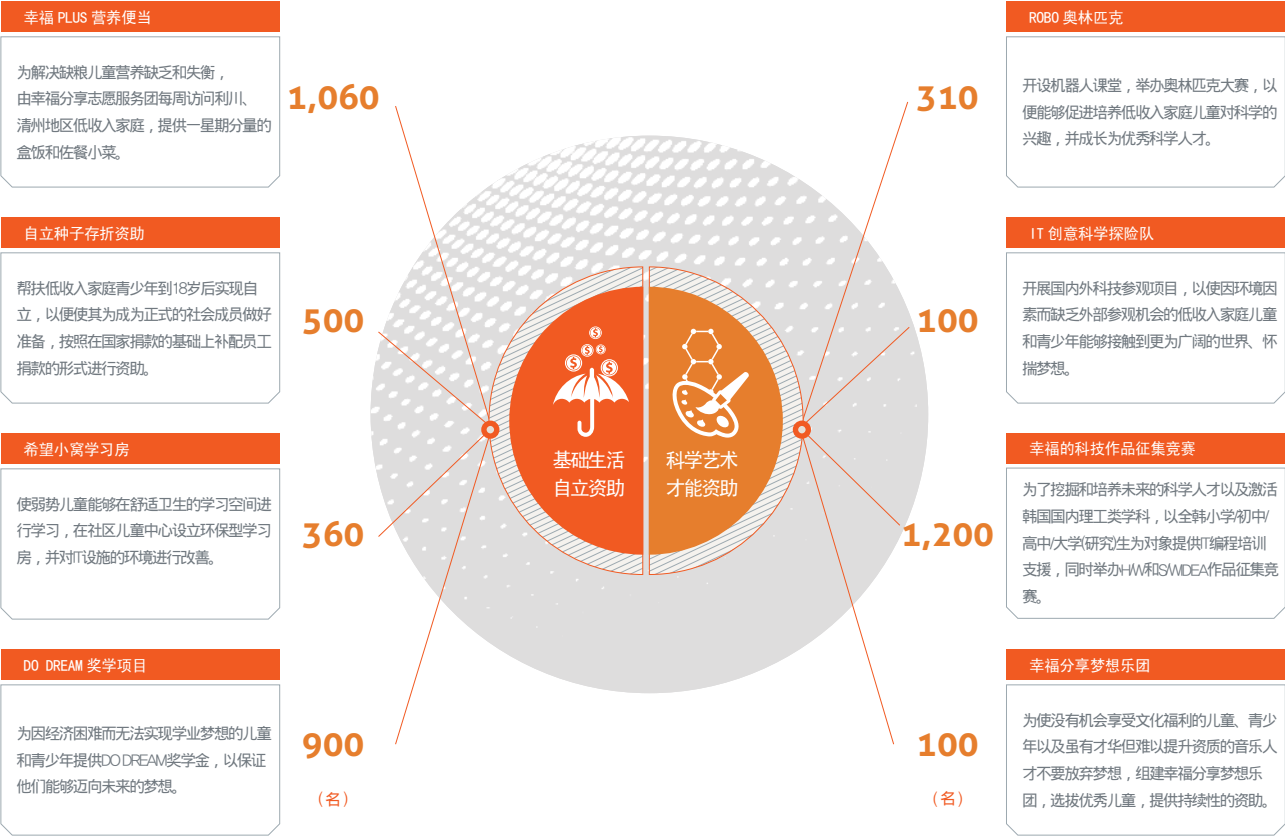 幸福 PLUS 营养便当
为解决缺粮儿童营养缺乏和失衡，
由幸福分享志愿服务团每周访问利川、
清州地区低收入家庭，提供一星期分量的
盒饭和佐餐小菜。
1,060
自立种子存折资助
帮扶低收入家庭青少年到18岁后实现自
立，以便使其为成为正式的社会成员做好
准备，按照在国家捐款的基础上补配员工
捐款的形式进行资助。
500
希望小窝学习房
使弱势儿童能够在舒适卫生的学习空间进
行学习，在社区儿童中心设立环保型学习
房，并对IT设施的环境进行改善。
360
DO DREAM 奖学项目
为因经济困难而无法实现学业梦想的儿童
和青少年提供DO DREAM奖学金，以保证
他们能够迈向未来的梦想。
900
（名）
基础生活
自立资助
科学艺术
才能资助
ROBO 奥林匹克
开设机器人课堂，举办奥林匹克大赛，以
便能够促进培养低收入家庭儿童对科学的
兴趣，并成长为优秀科学人才。
310
IT 创意科学探险队
开展国内外科技参观项目，以使因环境因
素而缺乏外部参观机会的低收入家庭儿童
和青少年能够接触到更为广阔的世界、怀
揣梦想。
100
幸福的科技作品征集竞赛
为了挖掘和培养未来的科学人才以及激活
韩国国内理工类学科，以全韩小学/初中/
高中/大学(研究)生为对象提供IT编程培训
支援，同时举办H/W和S/WIDEA作品征集竞
赛。
1,200
幸福分享梦想乐团
为使没有机会享受文化福利的儿童、青少
年以及虽有才华但难以提升资质的音乐人
才不要放弃梦想，组建幸福分享梦想乐
团，选拔优秀儿童，提供持续性的资助。
100
（名）